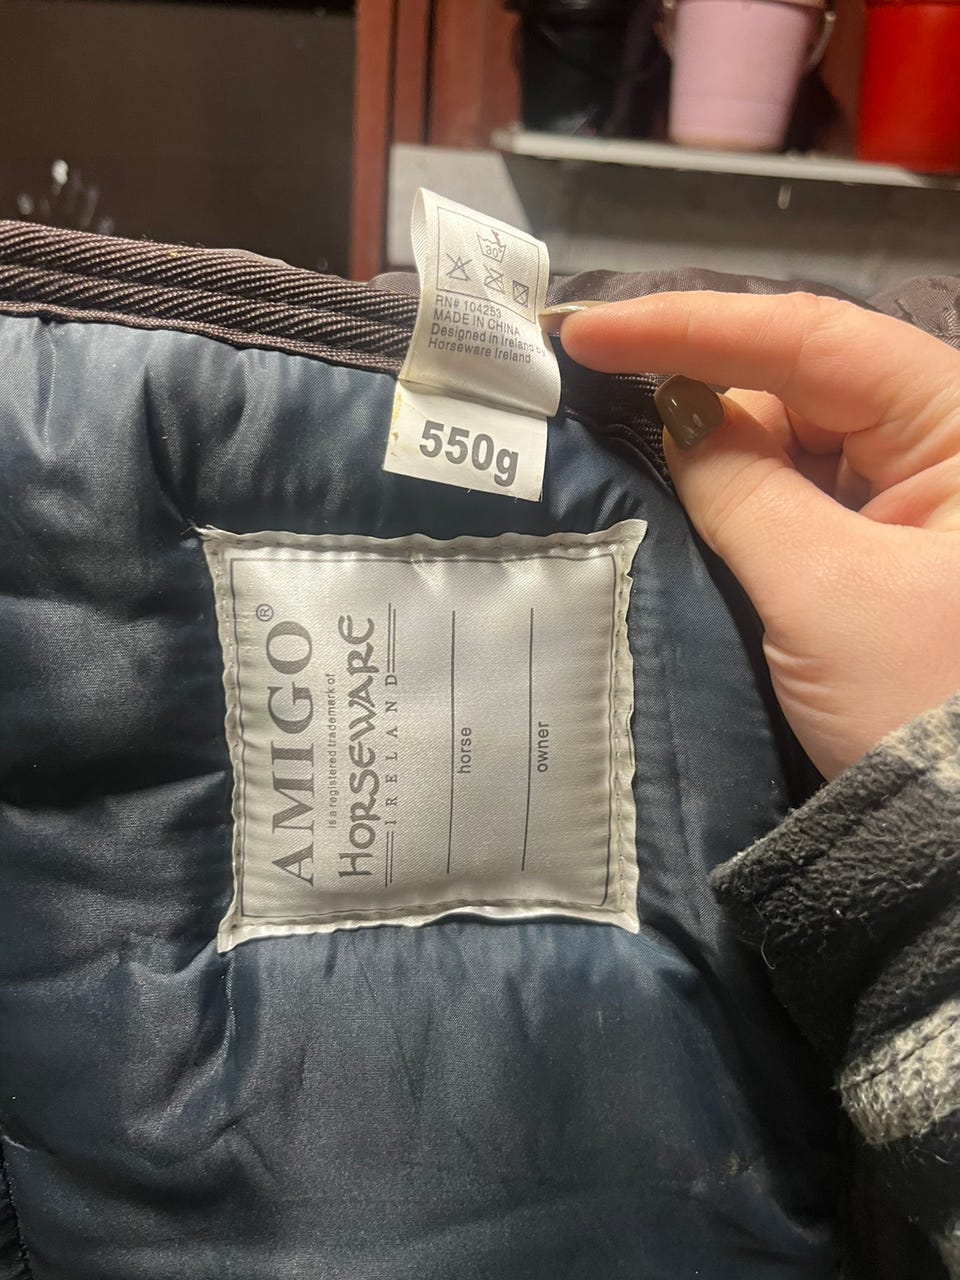 30°
RN# 104253
MADE IN CHINA
Designed in Ireland by
Horseware Ireland
550g
AMIGO®
is a registered trademark of
HORSEWARE
IRELAND
horse
owner